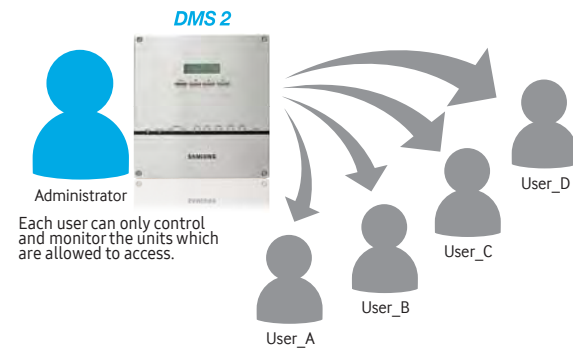 DMS 2
SAMSUNG
Administrator
Each user can only control
and monitor the units which
are allowed to access.
User_A
User_B
User_C
User_D